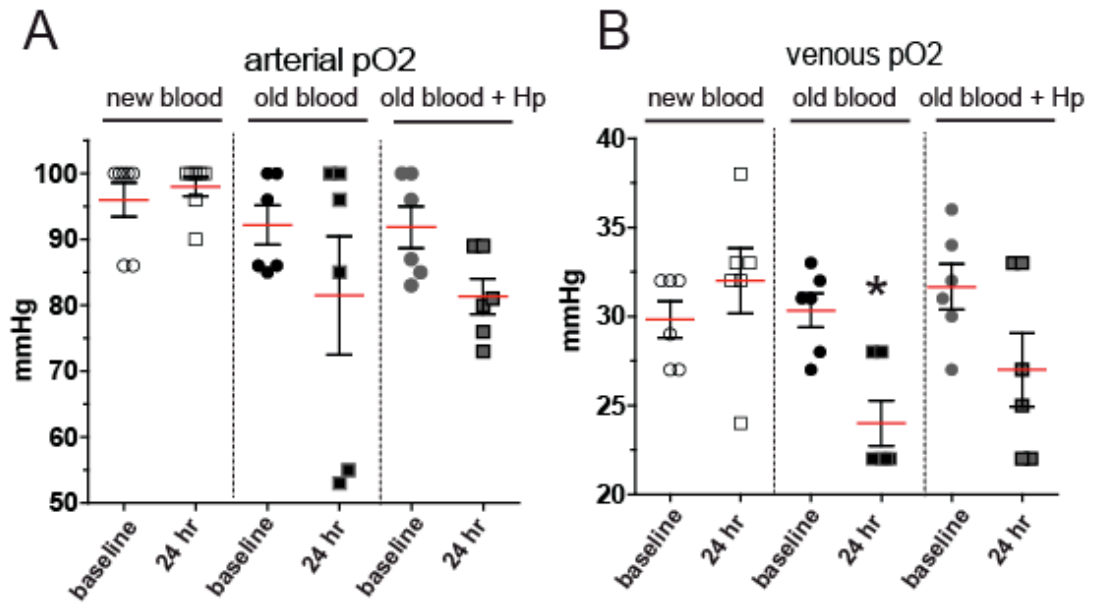 A
arterial pO2
new blood old blood old blood + Hp
100
90
80
70
60
50
mmHg
baseline 24 hr baseline 24 hr baseline 24 hr
B
venous pO2
new blood old blood old blood + Hp
40
35
30
25
20
mmHg
*
baseline 24 hr baseline 24 hr baseline 24 hr